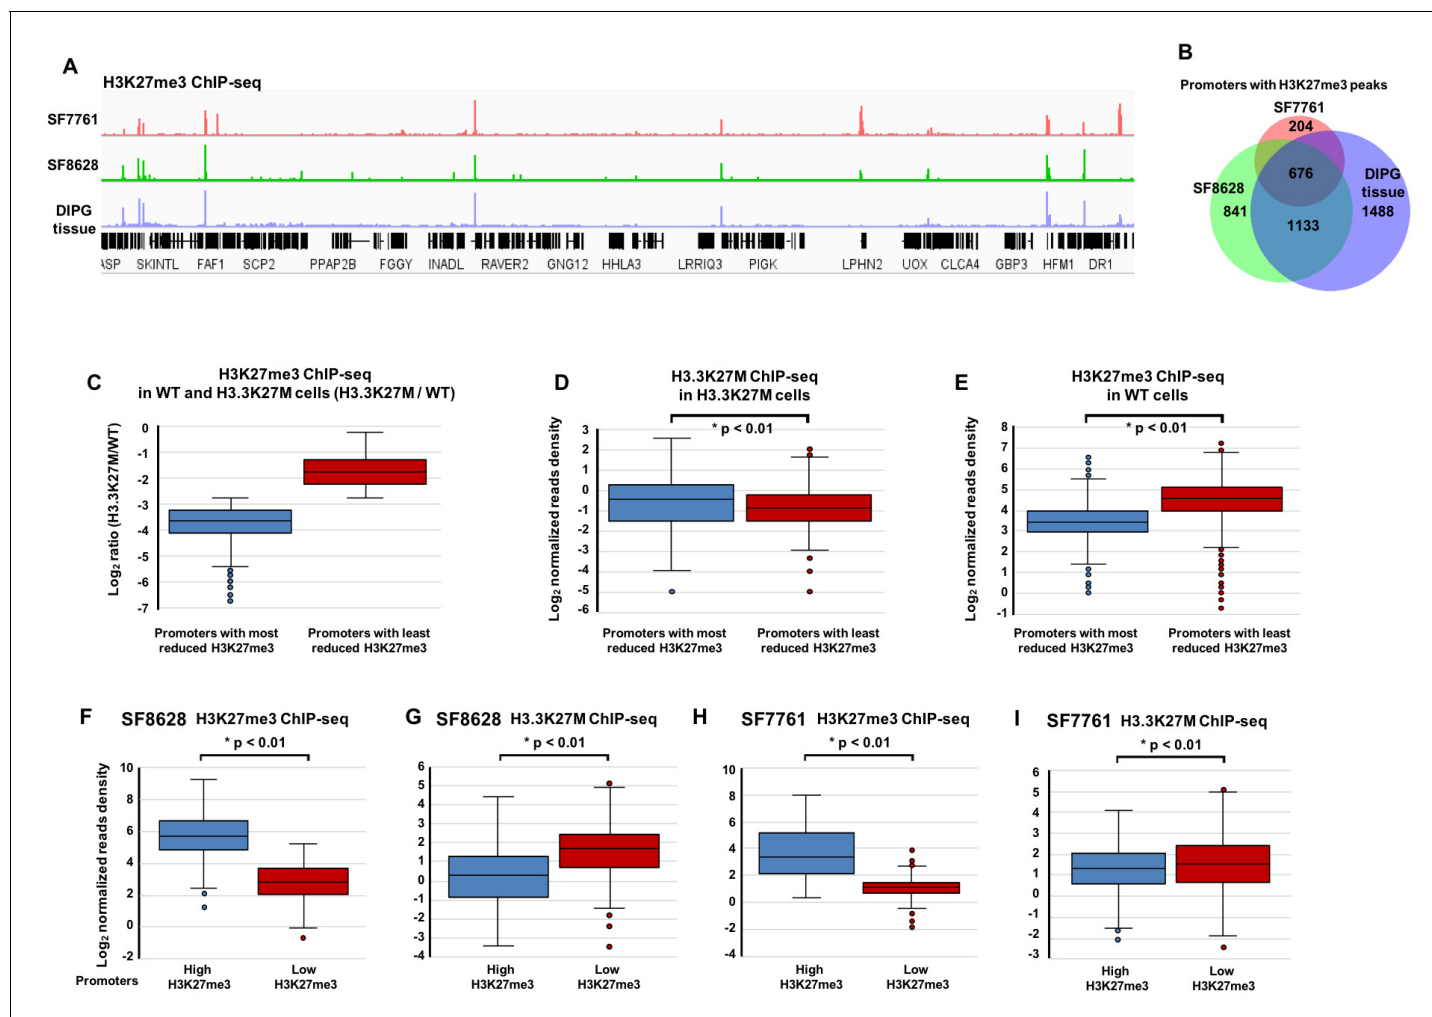 A
H3K27me3 ChIP-seq
SF7761
SF8628
DIPG
tissue
ASP SKINTL FAF1 SCP2 PPAP2B FGGY INADL RAVER2 GNG12 HHLA3 LRRIQ3 PIGK LPHN2 UOX CLCA4 GBP3 HFM1 DR1
B
Promoters with H3K27me3 peaks
SF7761
204
676
SF8628
841
DIPG
tissue
1488
1133
C
H3K27me3 ChIP-seq
in WT and H3.3K27M cells (H3.3K27M / WT)
Log2 ratio (H3.3K27M/WT)
0
-1
-2
-3
-4
-5
-6
-7
Promoters with most
reduced H3K27me3
Promoters with least
reduced H3K27me3
D
H3.3K27M ChIP-seq
in H3.3K27M cells
* p < 0.01
Log2 normalized reads density
3
2
1
0
-1
-2
-3
-4
-5
-6
Promoters with most
reduced H3K27me3
Promoters with least
reduced H3K27me3
E
H3K27me3 ChIP-seq
in WT cells
* p < 0.01
Log2 normalized reads density
8
7
6
5
4
3
2
1
0
-1
Promoters with most
reduced H3K27me3
Promoters with least
reduced H3K27me3
F
SF8628 H3K27me3 ChIP-seq
* p < 0.01
Log2 normalized reads density
10
8
6
4
2
0
-2
Promoters
High
H3K27me3
Low
H3K27me3
G
SF8628 H3.3K27M ChIP-seq
* p < 0.01
6
5
4
3
2
1
0
-1
-2
-3
-4
High
H3K27me3
Low
H3K27me3
H
SF7761 H3K27me3 ChIP-seq
* p < 0.01
10
8
6
4
2
0
-2
-4
High
H3K27me3
Low
H3K27me3
I
SF7761 H3.3K27M ChIP-seq
* p < 0.01
6
5
4
3
2
1
0
-1
-2
-3
High
H3K27me3
Low
H3K27me3